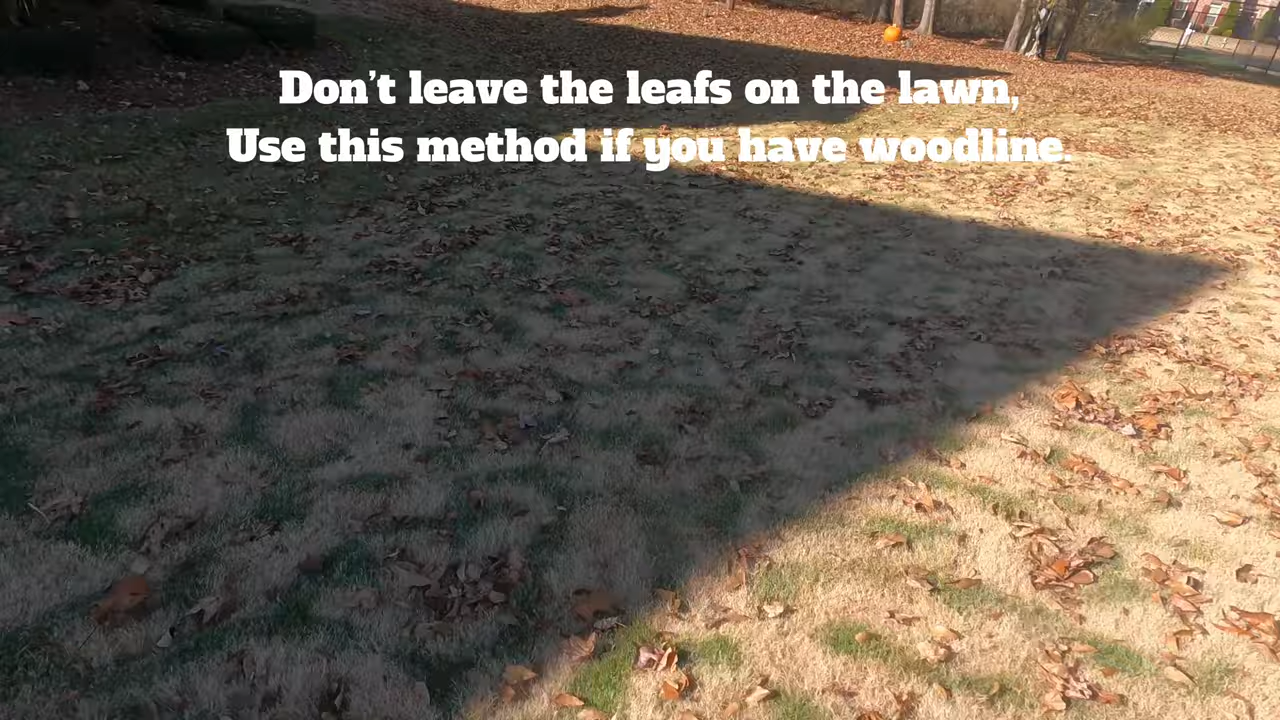 Don't leave the leafs on the lawn,
Use this method if you have woodline.